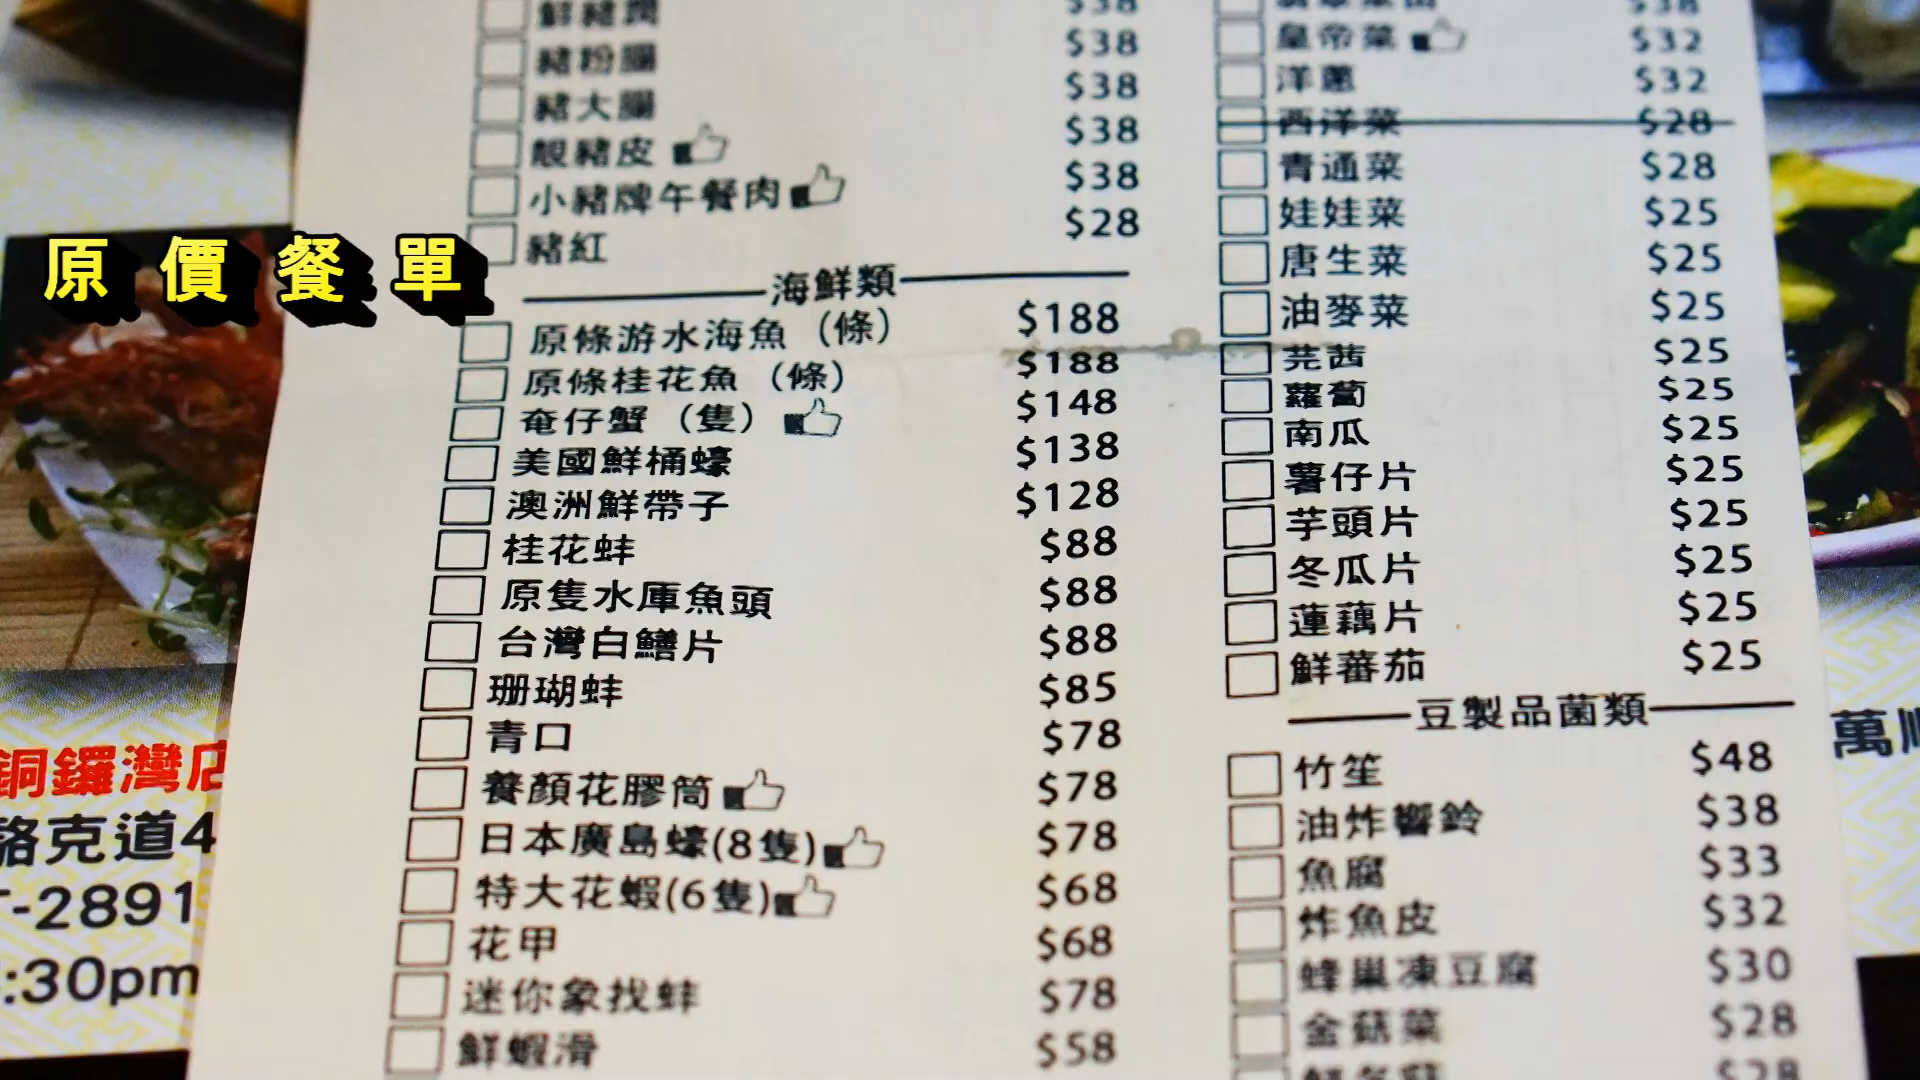 原價餐單
鮮豬潤 $38
豬粉腸 $38
豬大腸 $38
靚豬皮 $38
小豬牌午餐肉 $38
豬紅 $28
海鮮類
原條游水海魚（條） $188
原條桂花魚（條） $188
奄仔蟹（隻） $148
美國鮮桶蠔 $138
澳洲鮮帶子 $128
桂花蚌 $88
原隻水庫魚頭 $88
台灣白鱔片 $88
珊瑚蚌 $85
青口 $78
養顏花膠筒 $78
日本廣島蠔(8隻) $78
特大花蝦(6隻) $68
花甲 $68
迷你象拔蚌 $78
鮮蝦滑 $58
$38
皇帝菜 $32
洋蔥 $32
西洋菜 $28
青通菜 $28
娃娃菜 $25
唐生菜 $25
油麥菜 $25
芫茜 $25
蘿蔔 $25
南瓜 $25
薯仔片 $25
芋頭片 $25
冬瓜片 $25
蓮藕片 $25
鮮蕃茄 $25
豆製品菌類
竹笙 $48
油炸響鈴 $38
魚腐 $33
炸魚皮 $32
蜂巢凍豆腐 $30
金菇菜 $28
$28
銅鑼灣店
駱克道4
-2891
:30pm
萬